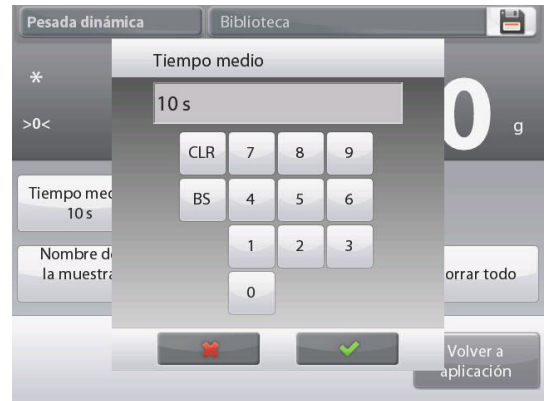 Pesada dinámica
Biblioteca
Tiempo medio
*
10 s
>0<
0
g
CLR 7 8 9
Tiempo med
10 s
BS 4 5 6
Nombre de
la muestra
1 2 3
orrar todo
0
Volver a
aplicación